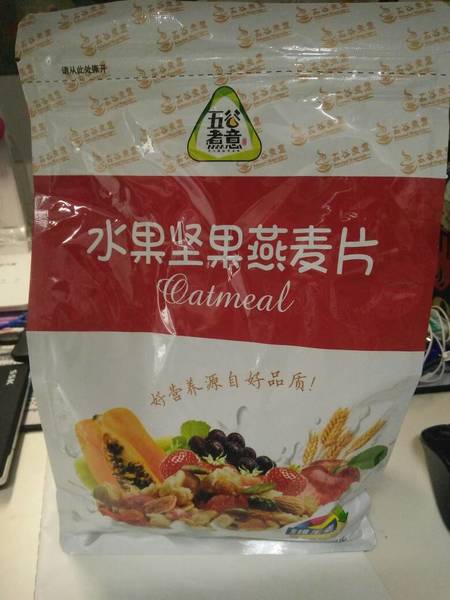 请从此处撕开
五谷
煮意
水果坚果燕麦片
Oatmeal
好营养源自好品质!